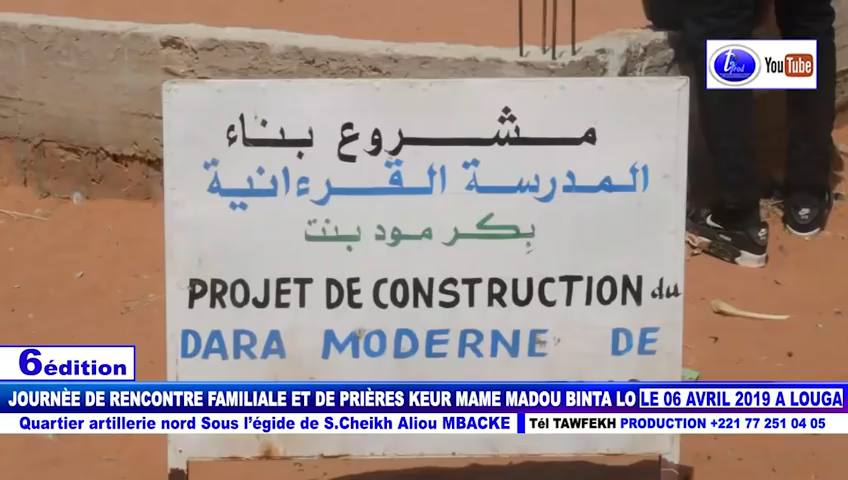 YouTube
مشروع بناء
المدرسة القرءانية
بِكر مود بنت
PROJET DE CONSTRUCTION du
DARA MODERNE DE
6édition
JOURNÈE DE RENCONTRE FAMILIALE ET DE PRIÈRES KEUR MAME MADOU BINTA LO LE 06 AVRIL 2019 A LOUGA
Quartier artillerie nord Sous l'égide de S.Cheikh Aliou MBACKE Tél TAWFEKH PRODUCTION +221 77 251 04 05